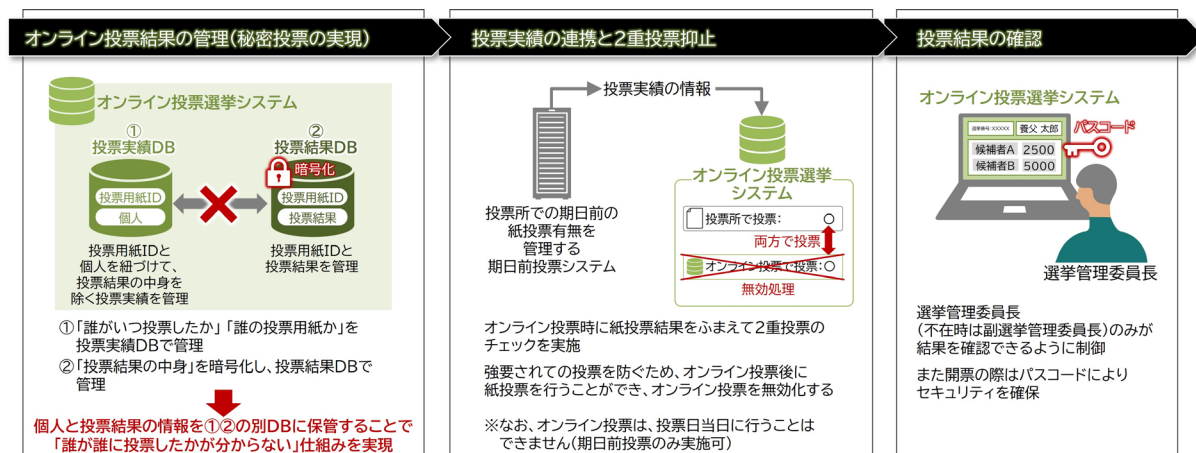 オンライン投票結果の管理(秘密投票の実現)
オンライン投票選挙システム
①
投票実績DB
投票用紙ID
個人
投票用紙IDと
個人を紐づけて、
投票結果の中身を
除く投票実績を管理
②
投票結果DB
暗号化
投票用紙ID
投票結果
投票用紙IDと
投票結果を管理
①「誰がいつ投票したか」「誰の投票用紙か」を
投票実績DBで管理
②「投票結果の中身」を暗号化し、投票結果DBで
管理
個人と投票結果の情報を①②の別DBに保管することで
「誰が誰に投票したかが分からない」仕組みを実現
投票実績の連携と2重投票抑止
投票実績の情報
投票所での期日前の
紙投票有無を
管理する
期日前投票システム
オンライン投票選挙
システム
投票所で投票: ○
両方で投票
オンライン投票で投票:○
無効処理
オンライン投票時に紙投票結果をふまえて2重投票の
チェックを実施
強要されての投票を防ぐため、オンライン投票後に
紙投票を行うことができ、オンライン投票を無効化する
※なお、オンライン投票は、投票日当日に行うことは
できません(期日前投票のみ実施可)
投票結果の確認
オンライン投票選挙システム
選挙番号:XXXXX 養父 太郎
パスコード
候補者A 2500
候補者B 5000
選挙管理委員長
選挙管理委員長
(不在時は副選挙管理委員長)のみが
結果を確認できるように制御
また開票の際はパスコードにより
セキュリティを確保